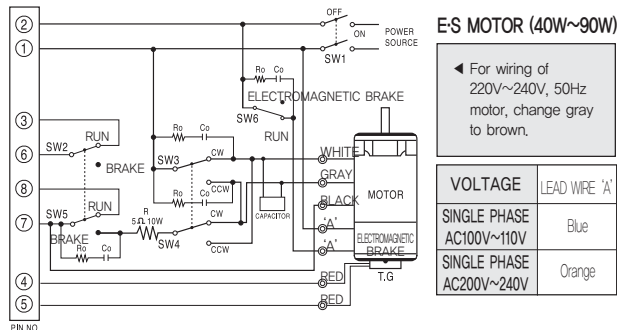 E·S MOTOR (40W~90W)
OFF
ON
POWER
SOURCE
SW1
2
1
Ro Co
ELECTROMAGNETIC BRAKE
SW6
RUN
3
RUN
SW2
6
BRAKE
Ro Co
SW3
CW
CCW
WHITE
GRAY
BLACK
MOTOR
CAPACITOR
8
RUN
SW5
7
BRAKE
Ro Co
R
5Ω 10W
Ro Co
CW
SW4
CCW
'A'
'A'
ELECTROMAGNETIC
BRAKE
4
RED
T.G
5
RED
PIN NO
◀ For wiring of
220V~240V, 50Hz
motor, change gray
to brown.
VOLTAGE LEAD WIRE 'A'
SINGLE PHASE
AC100V~110V
Blue
SINGLE PHASE
AC200V~240V
Orange